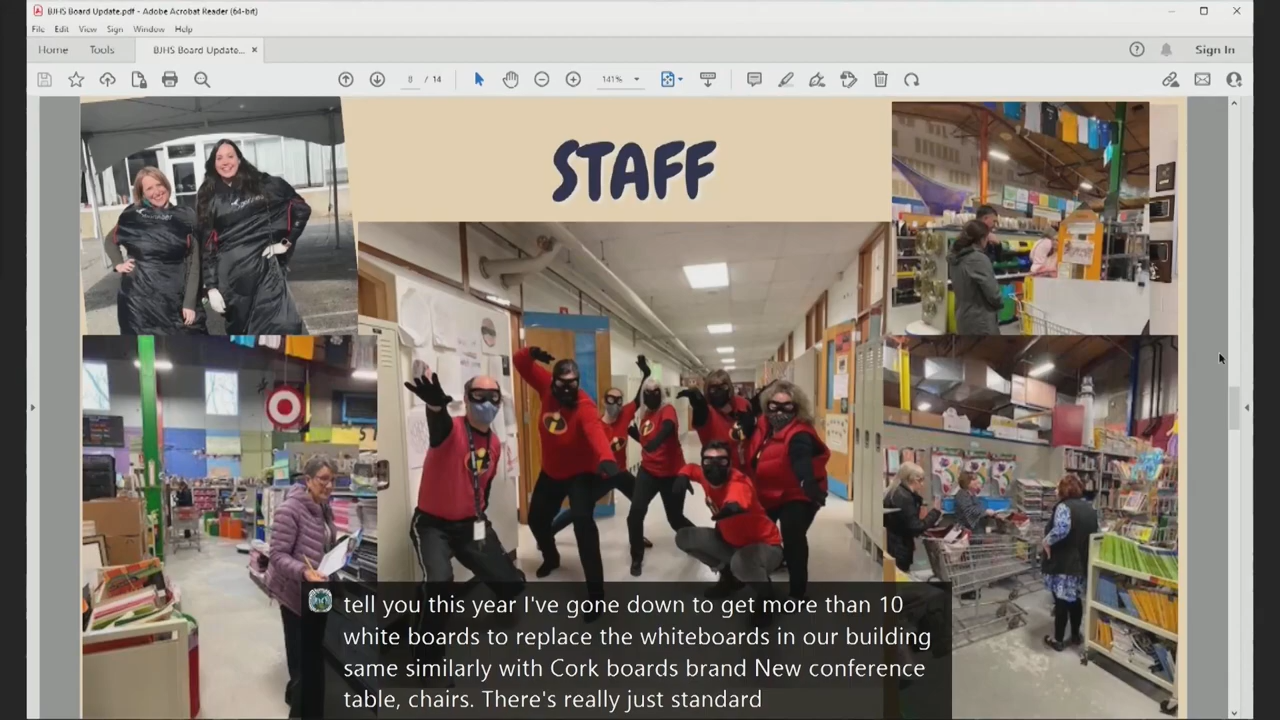 BJHS Board Update.pdf - Adobe Acrobat Reader (64-bit)
File Edit View Sign Window Help
Home Tools BJHS Board Update... ×
Sign In
8 / 14
141%
STAFF
tell you this year I've gone down to get more than 10
white boards to replace the whiteboards in our building
same similarly with Cork boards brand New conference
table, chairs. There's really just standard